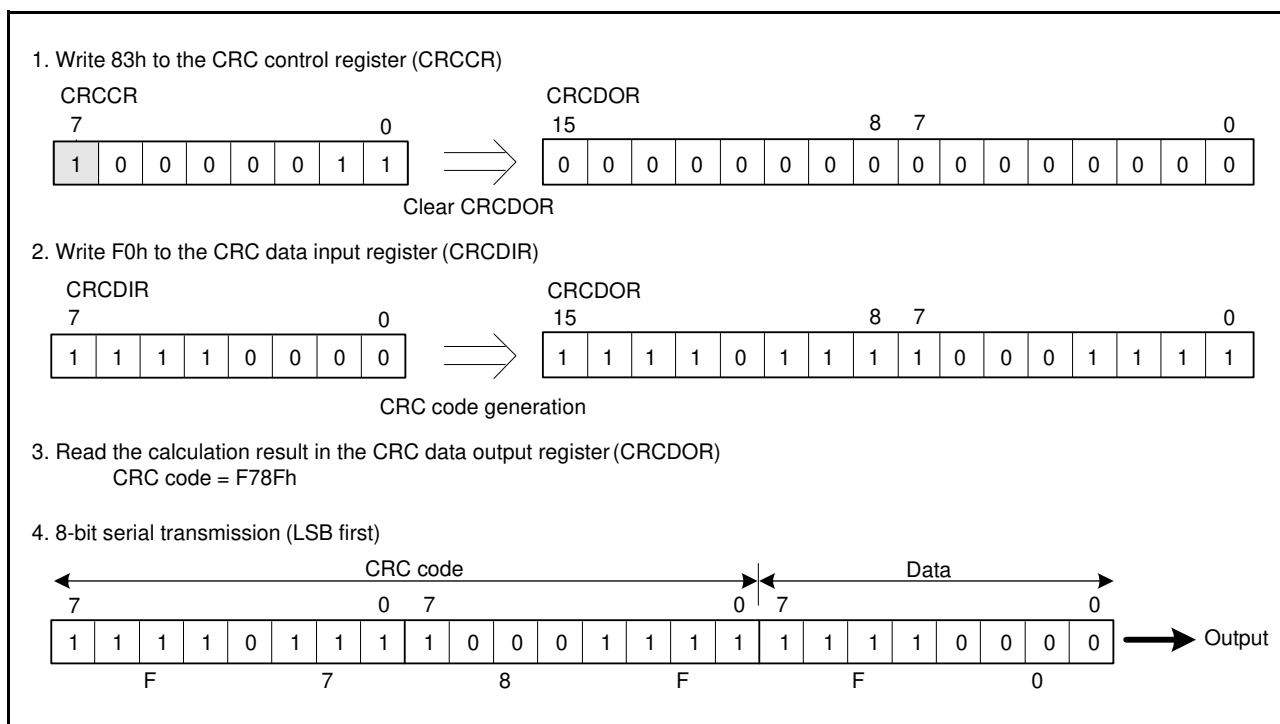 1. Write 83h to the CRC control register (CRCCR)
CRCCR CRCDOR
7 0 15 8 7 0
1 0 0 0 0 0 1 1 0 0 0 0 0 0 0 0 0 0 0 0 0 0 0 0
Clear CRCDOR
2. Write F0h to the CRC data input register (CRCDIR)
CRCDIR CRCDOR
7 0 15 8 7 0
1 1 1 1 0 0 0 0 1 1 1 1 0 1 1 1 1 0 0 0 1 1 1 1
CRC code generation
3. Read the calculation result in the CRC data output register (CRCDOR)
CRC code = F78Fh
4. 8-bit serial transmission (LSB first)
CRC code Data
7 0 7 0 7 0
1 1 1 1 0 1 1 1 1 0 0 0 1 1 1 1 1 1 1 1 0 0 0 0 Output
F 7 8 F F 0